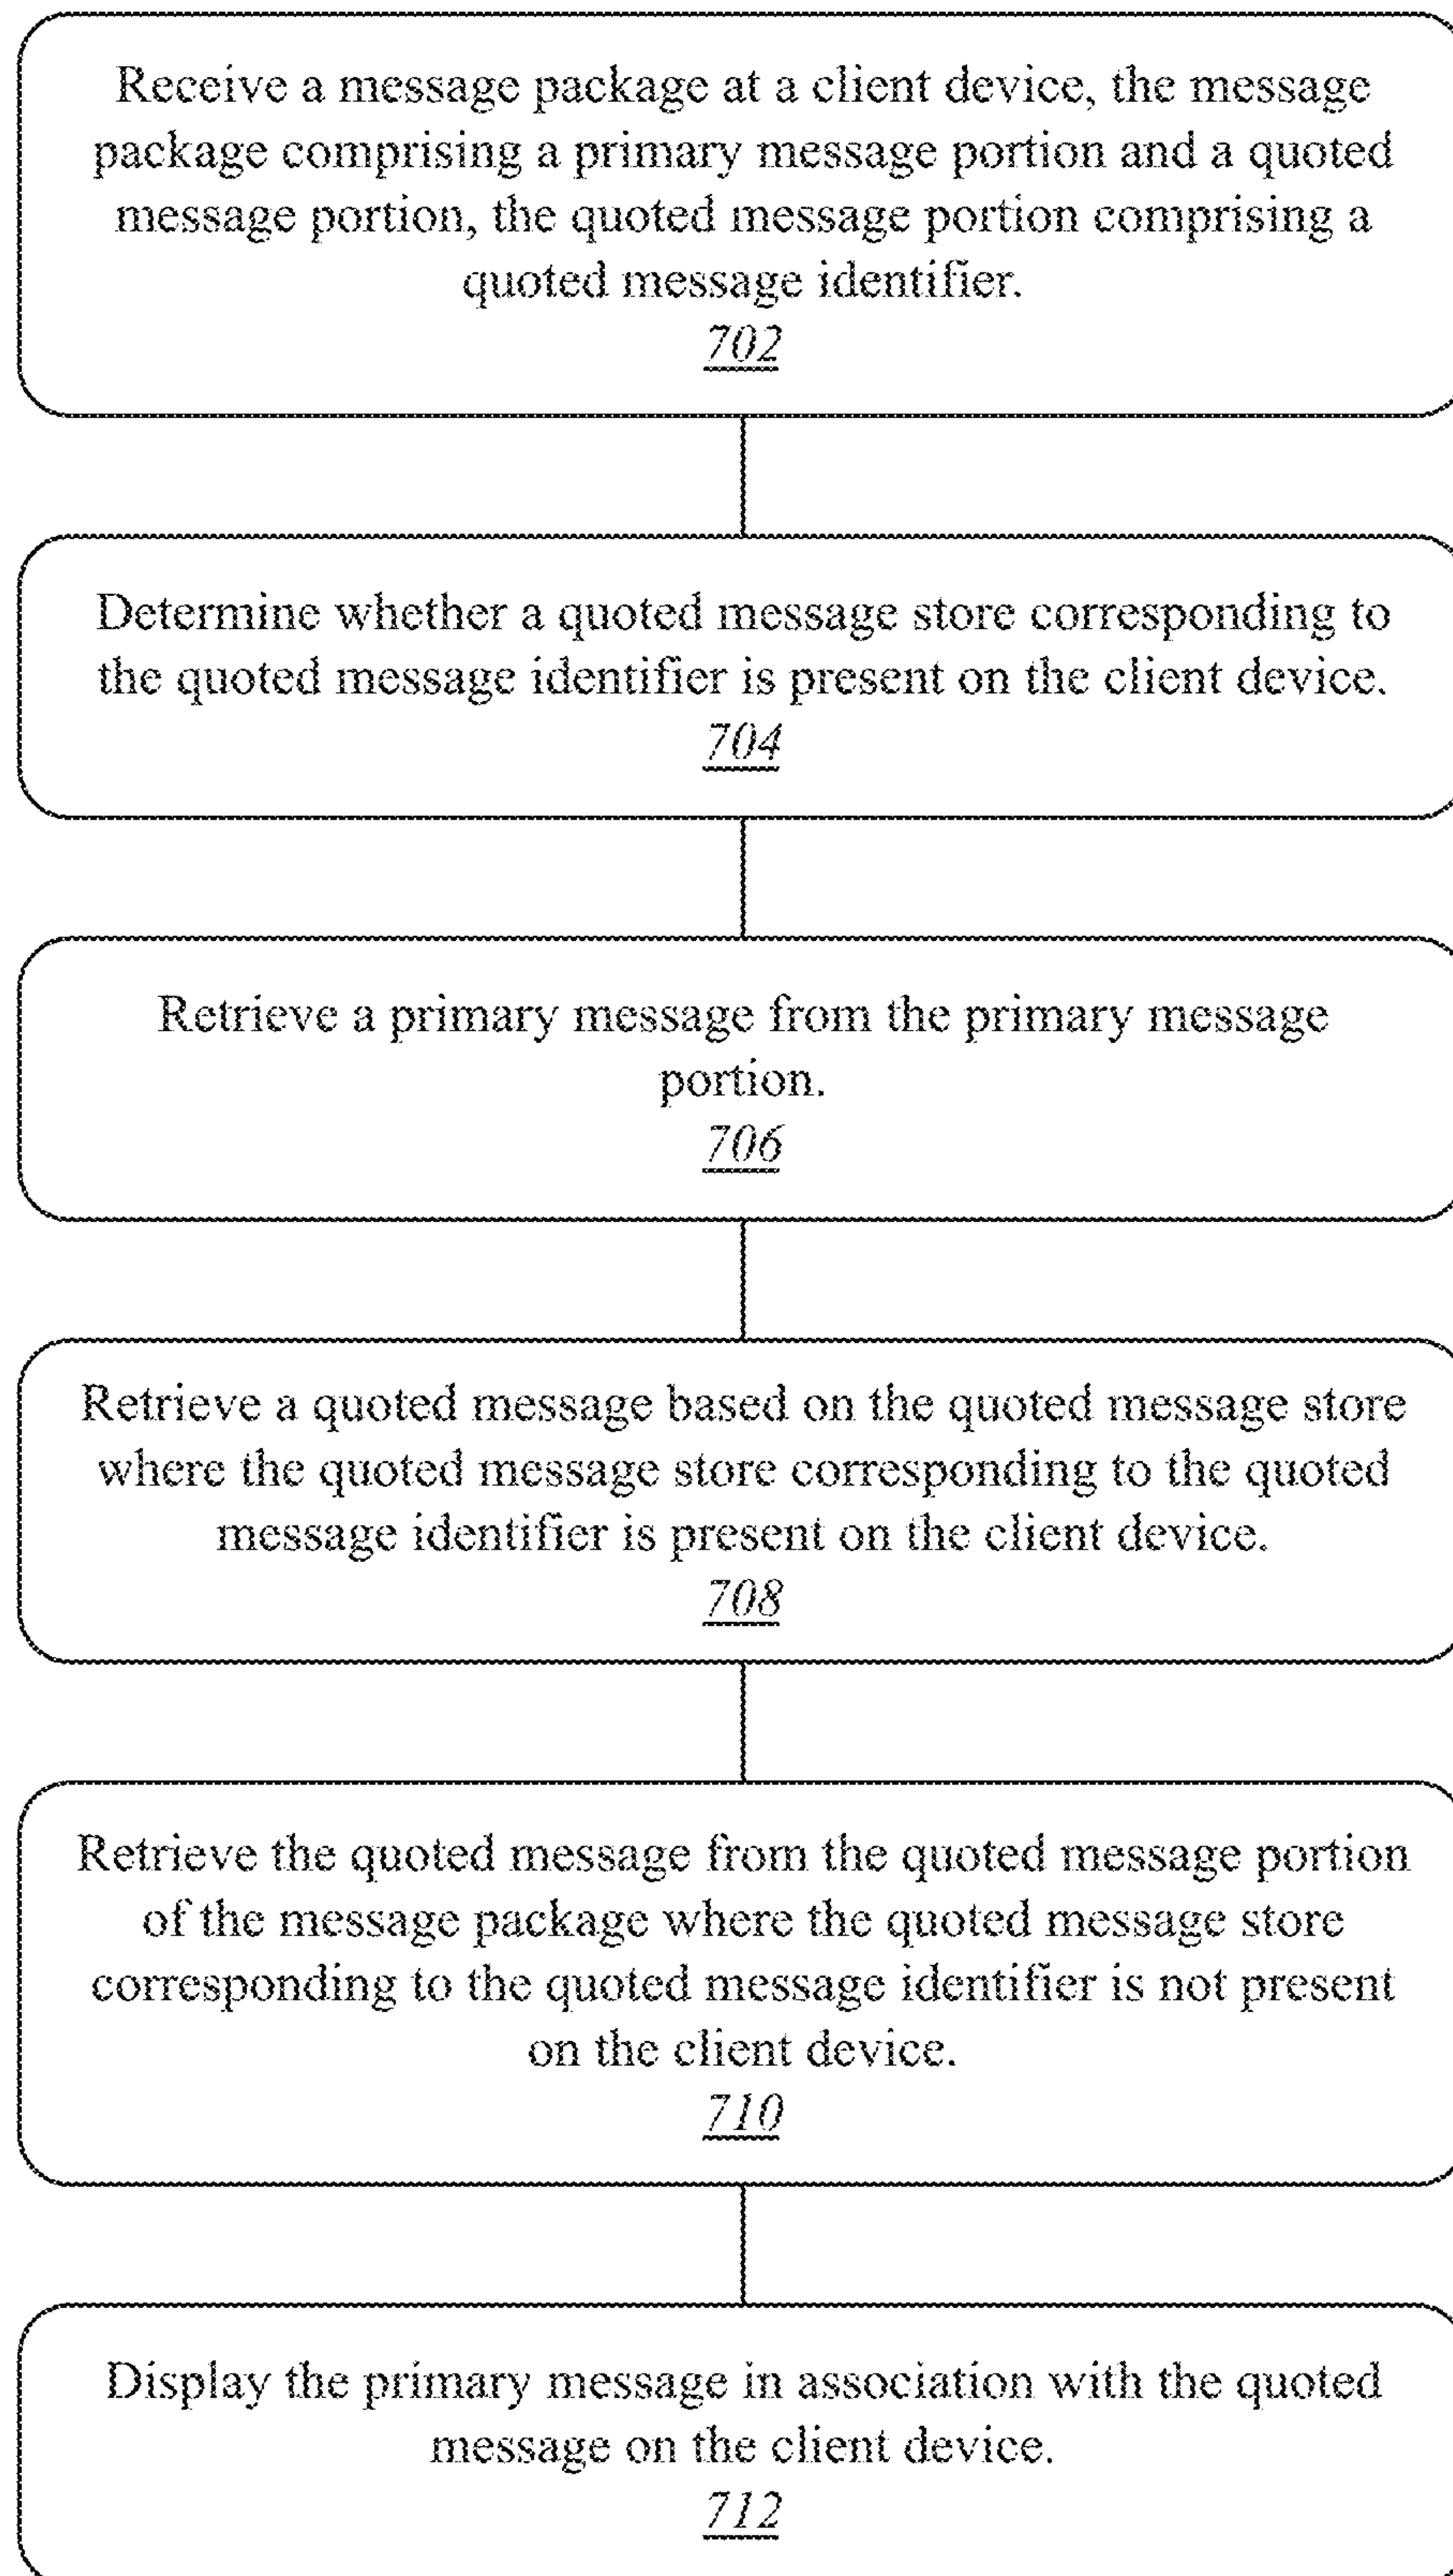 Receive a message package at a client device, the message
package comprising a primary message portion and a quoted
message portion, the quoted message portion comprising a
quoted message identifier.
702
Determine whether a quoted message store corresponding to
the quoted message identifier is present on the client device.
704
Retrieve a primary message from the primary message
portion.
706
Retrieve a quoted message based on the quoted message store
where the quoted message store corresponding to the quoted
message identifier is present on the client device.
708
Retrieve the quoted message from the quoted message portion
of the message package where the quoted message store
corresponding to the quoted message identifier is not present
on the client device.
710
Display the primary message in association with the quoted
message on the client device.
712